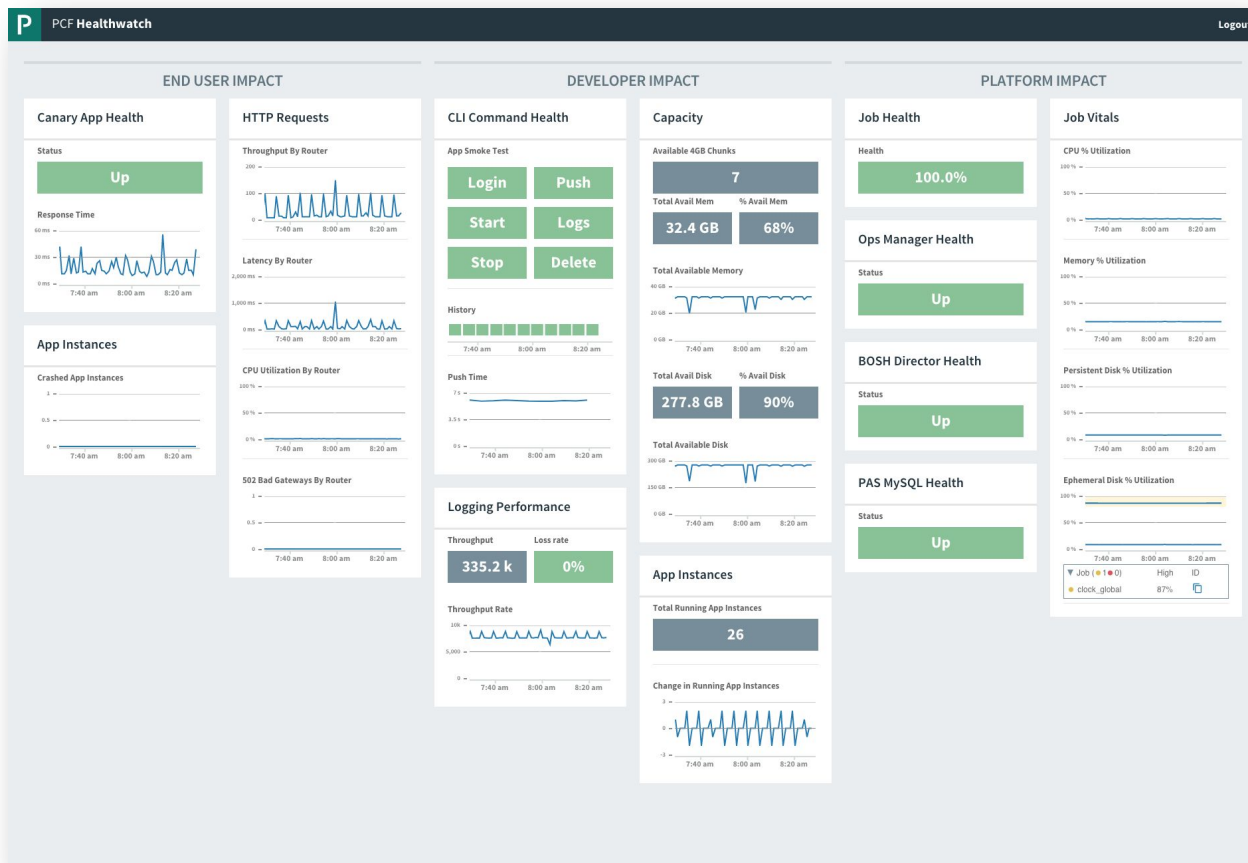 P PCF Healthwatch
Logout
END USER IMPACT
Canary App Health
Status
Up
Response Time
60 ms
30 ms
0 ms
7:40 am 8:00 am 8:20 am
App Instances
Crashed App Instances
1
0.5
0
7:40 am 8:00 am 8:20 am
HTTP Requests
Throughput By Router
200
100
0
7:40 am 8:00 am 8:20 am
Latency By Router
2,000 ms
1,000 ms
0 ms
7:40 am 8:00 am 8:20 am
CPU Utilization By Router
100 %
50 %
0 %
7:40 am 8:00 am 8:20 am
502 Bad Gateways By Router
1
0.5
0
7:40 am 8:00 am 8:20 am
DEVELOPER IMPACT
CLI Command Health
App Smoke Test
Login Push
Start Logs
Stop Delete
History
7:40 am 8:00 am 8:20 am
Push Time
7 s
3.5 s
0 s
7:40 am 8:00 am 8:20 am
Logging Performance
Throughput Loss rate
335.2 k 0%
Throughput Rate
10k
5,000
0
7:40 am 8:00 am 8:20 am
Capacity
Available 4GB Chunks
7
Total Avail Mem % Avail Mem
32.4 GB 68%
Total Available Memory
40 GB
20 GB
0 GB
7:40 am 8:00 am 8:20 am
Total Avail Disk % Avail Disk
277.8 GB 90%
Total Available Disk
300 GB
150 GB
0 GB
7:40 am 8:00 am 8:20 am
App Instances
Total Running App Instances
26
Change in Running App Instances
3
0
-3
7:40 am 8:00 am 8:20 am
PLATFORM IMPACT
Job Health
Health
100.0%
Ops Manager Health
Status
Up
BOSH Director Health
Status
Up
PAS MySQL Health
Status
Up
Job Vitals
CPU % Utilization
100 %
50 %
0 %
7:40 am 8:00 am 8:20 am
Memory % Utilization
100 %
50 %
0 %
7:40 am 8:00 am 8:20 am
Persistent Disk % Utilization
100 %
50 %
0 %
7:40 am 8:00 am 8:20 am
Ephemeral Disk % Utilization
100 %
50 %
0 %
7:40 am 8:00 am 8:20 am
▼ Job (●1●0) High ID
● clock_global 87%